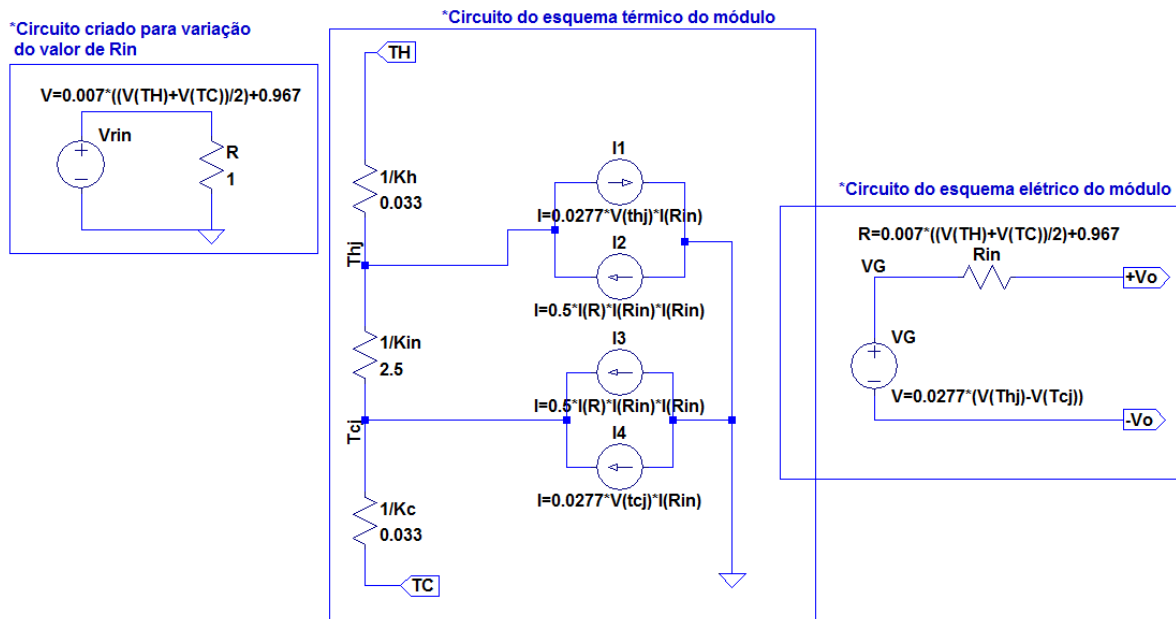 *Circuito do esquema térmico do módulo
*Circuito criado para variação
do valor de Rin
TH
V=0.007*((V(TH)+V(TC))/2)+0.967
Vrin
R
1
1/Kh
0.033
I1
I=0.0277*V(thj)*I(Rin)
Thj
I2
I=0.5*I(R)*I(Rin)*I(Rin)
1/Kin
2.5
I3
I=0.5*I(R)*I(Rin)*I(Rin)
Tcj
I4
I=0.0277*V(tcj)*I(Rin)
1/Kc
0.033
TC
*Circuito do esquema elétrico do módulo
R=0.007*((V(TH)+V(TC))/2)+0.967
Rin
VG
+Vo
VG
V=0.0277*(V(Thj)-V(Tcj))
-Vo